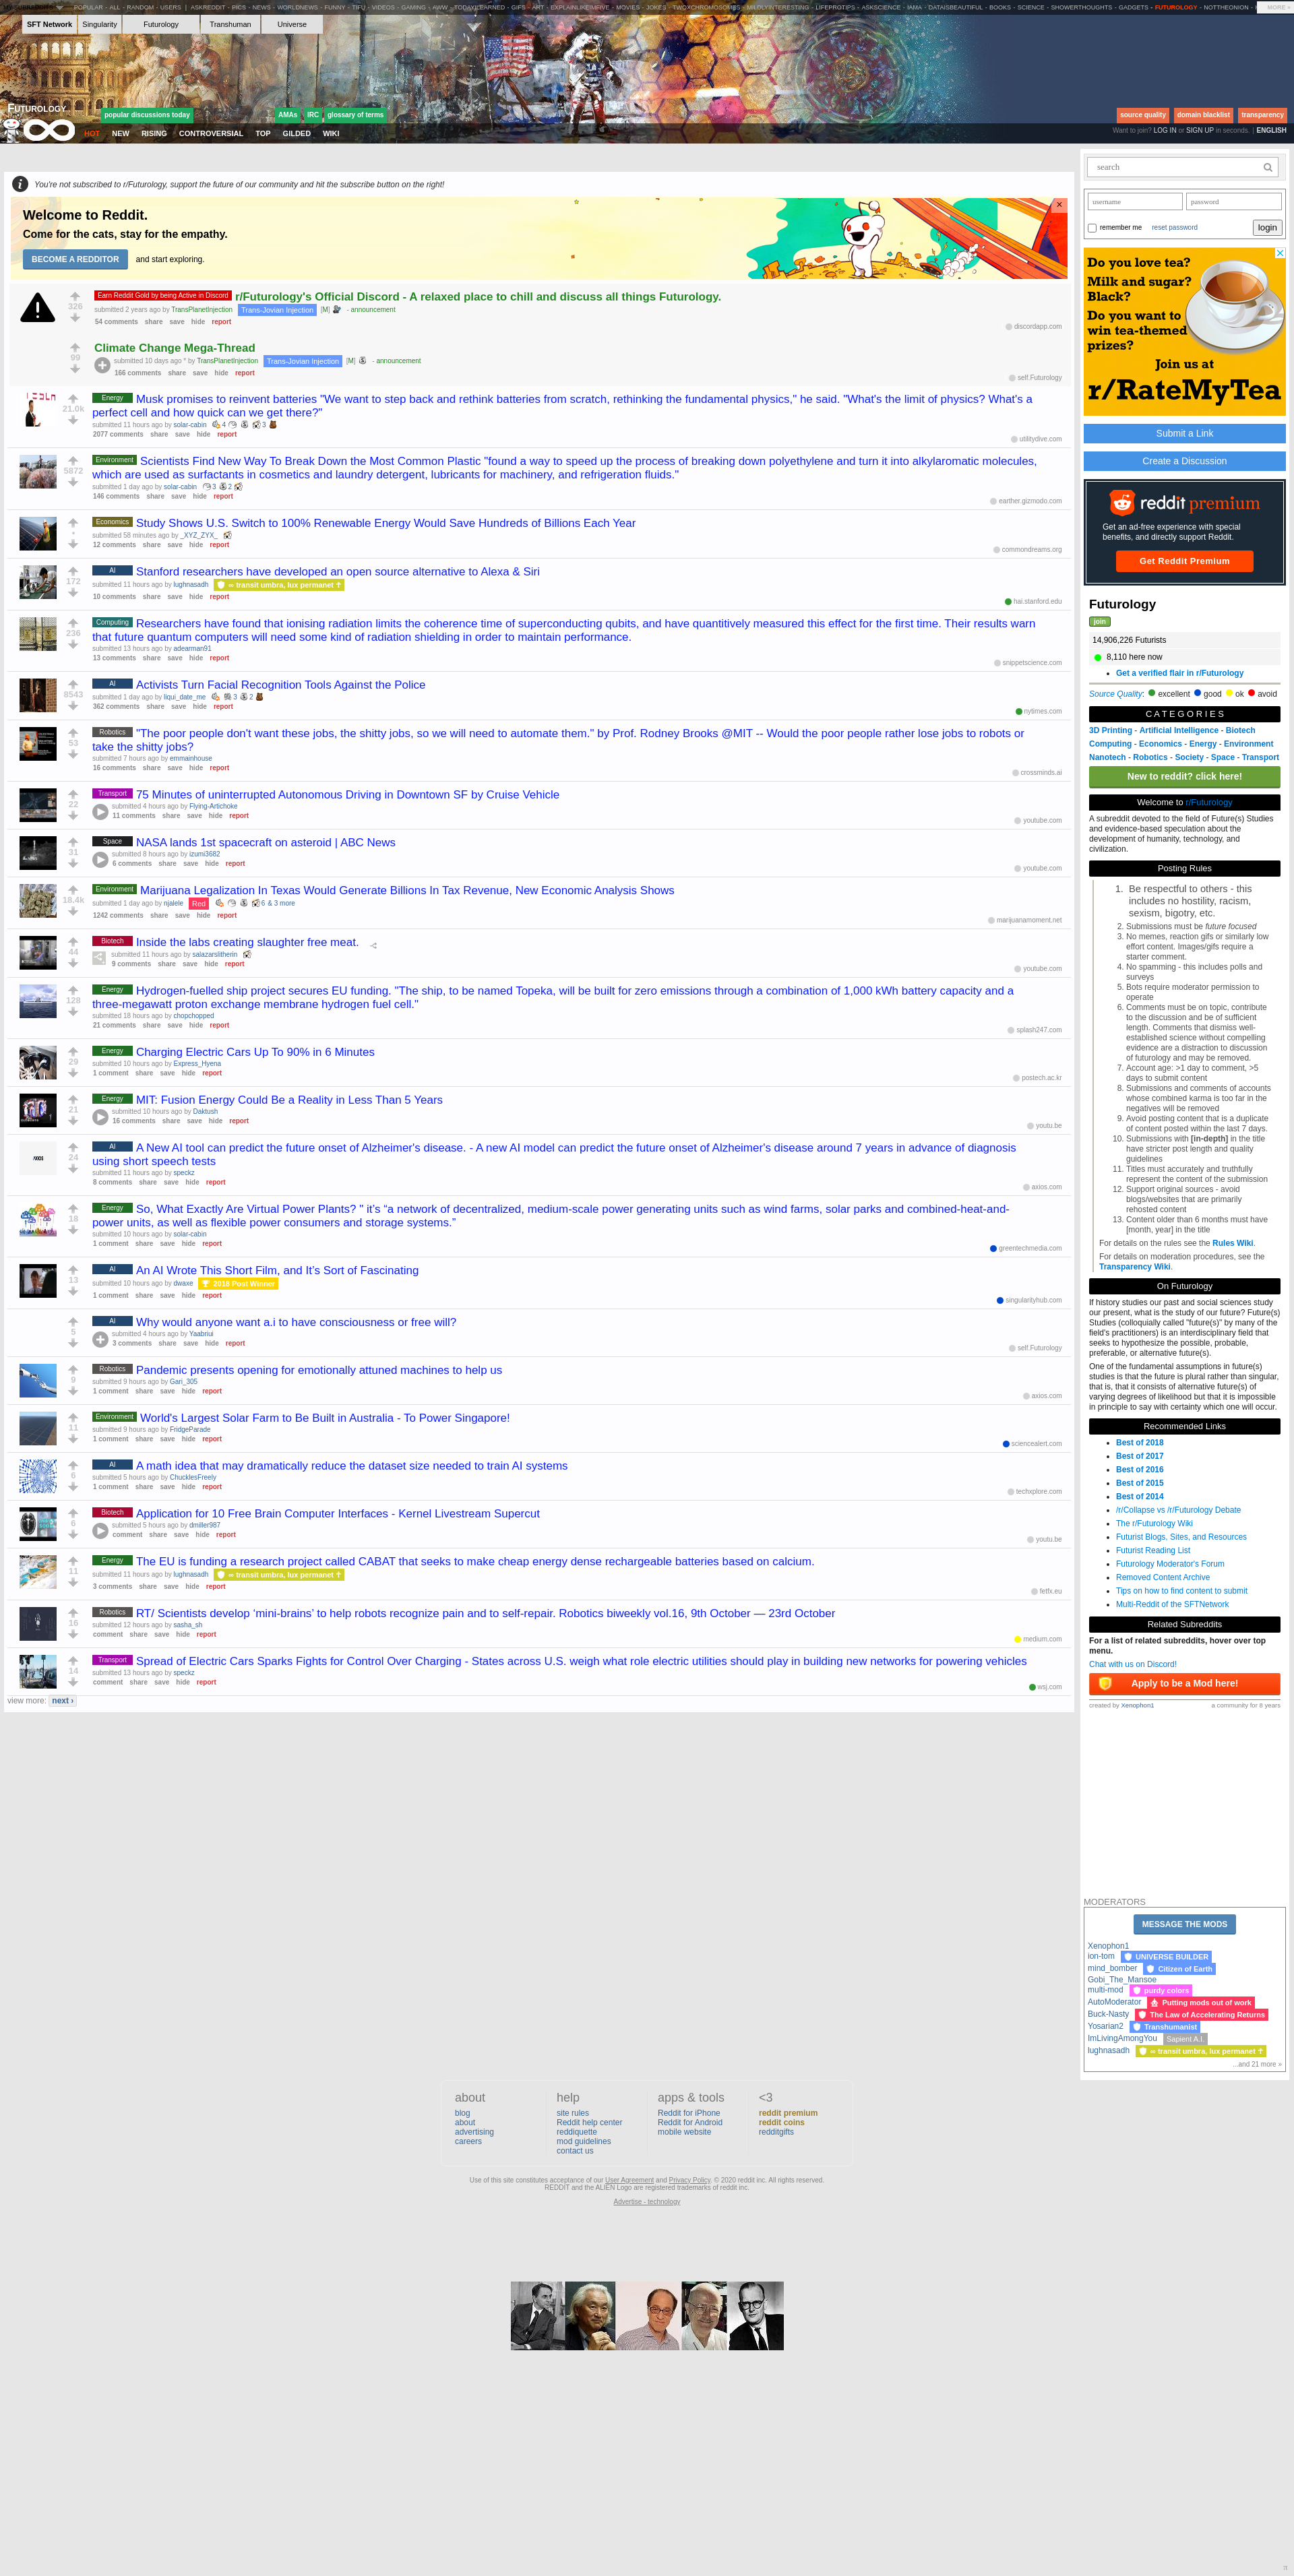 POPULAR - ALL - RANDOM - USERS | ASKREDDIT - PICS - NEWS - WORLDNEWS - FUNNY - TIFU - VIDEOS - GAMING - AWW - TODAYILEARNED - GIFS - ART - EXPLAINLIKEIMFIVE - MOVIES - JOKES - TWOXCHROMOSOMES - MILDLYINTERESTING - LIFEPROTIPS - ASKSCIENCE - IAMA - DATAISBEAUTIFUL - BOOKS - SCIENCE - SHOWERTHOUGHTS - GADGETS - FUTUROLOGY - NOTTHEONION MORE »
SFT Network Singularity Futurology Transhuman Universe
FUTUROLOGY
popular discussions today AMAs IRC glossary of terms source quality domain blacklist transparency
HOT NEW RISING CONTROVERSIAL TOP GILDED WIKI
Want to join? LOG IN or SIGN UP in seconds. | ENGLISH
You're not subscribed to r/Futurology, support the future of our community and hit the subscribe button on the right!
Welcome to Reddit.
Come for the cats, stay for the empathy.
BECOME A REDDITOR and start exploring.
326
Earn Reddit Gold by being Active in Discord r/Futurology's Official Discord - A relaxed place to chill and discuss all things Futurology.
submitted 2 years ago by TransPlanetInjection Trans-Jovian Injection [M] - announcement
54 comments share save hide report
discordapp.com
99
Climate Change Mega-Thread
submitted 10 days ago * by TransPlanetInjection Trans-Jovian Injection [M] - announcement
166 comments share save hide report
self.Futurology
21.0k
Energy Musk promises to reinvent batteries "We want to step back and rethink batteries from scratch, rethinking the fundamental physics," he said. "What's the limit of physics? What's a
perfect cell and how quick can we get there?"
submitted 11 hours ago by solar-cabin 4 3
2077 comments share save hide report
utilitydive.com
5872
Environment Scientists Find New Way To Break Down the Most Common Plastic "found a way to speed up the process of breaking down polyethylene and turn it into alkylaromatic molecules,
which are used as surfactants in cosmetics and laundry detergent, lubricants for machinery, and refrigeration fluids."
submitted 1 day ago by solar-cabin 3 2
146 comments share save hide report
earther.gizmodo.com
•
Economics Study Shows U.S. Switch to 100% Renewable Energy Would Save Hundreds of Billions Each Year
submitted 58 minutes ago by _XYZ_ZYX_
12 comments share save hide report
commondreams.org
172
AI Stanford researchers have developed an open source alternative to Alexa & Siri
submitted 11 hours ago by lughnasadh ∞ transit umbra, lux permanet ☥
10 comments share save hide report
hai.stanford.edu
236
Computing Researchers have found that ionising radiation limits the coherence time of superconducting qubits, and have quantitively measured this effect for the first time. Their results warn
that future quantum computers will need some kind of radiation shielding in order to maintain performance.
submitted 13 hours ago by adearman91
13 comments share save hide report
snippetscience.com
8543
AI Activists Turn Facial Recognition Tools Against the Police
submitted 1 day ago by liqui_date_me 3 2
362 comments share save hide report
nytimes.com
53
Robotics "The poor people don't want these jobs, the shitty jobs, so we will need to automate them." by Prof. Rodney Brooks @MIT -- Would the poor people rather lose jobs to robots or
take the shitty jobs?
submitted 7 hours ago by emmainhouse
16 comments share save hide report
crossminds.ai
22
Transport 75 Minutes of uninterrupted Autonomous Driving in Downtown SF by Cruise Vehicle
submitted 4 hours ago by Flying-Artichoke
11 comments share save hide report
youtube.com
31
Space NASA lands 1st spacecraft on asteroid | ABC News
submitted 8 hours ago by izumi3682
6 comments share save hide report
youtube.com
18.4k
Environment Marijuana Legalization In Texas Would Generate Billions In Tax Revenue, New Economic Analysis Shows
submitted 1 day ago by njalele Red 6 & 3 more
1242 comments share save hide report
marijuanamoment.net
44
Biotech Inside the labs creating slaughter free meat.
submitted 11 hours ago by salazarslitherin
9 comments share save hide report
youtube.com
128
Energy Hydrogen-fuelled ship project secures EU funding. "The ship, to be named Topeka, will be built for zero emissions through a combination of 1,000 kWh battery capacity and a
three-megawatt proton exchange membrane hydrogen fuel cell."
submitted 18 hours ago by chopchopped
21 comments share save hide report
splash247.com
29
Energy Charging Electric Cars Up To 90% in 6 Minutes
submitted 10 hours ago by Express_Hyena
1 comment share save hide report
postech.ac.kr
21
Energy MIT: Fusion Energy Could Be a Reality in Less Than 5 Years
submitted 10 hours ago by Daktush
16 comments share save hide report
youtu.be
24
AI A New AI tool can predict the future onset of Alzheimer's disease. - A new AI model can predict the future onset of Alzheimer's disease around 7 years in advance of diagnosis
using short speech tests
submitted 11 hours ago by speckz
8 comments share save hide report
axios.com
18
Energy So, What Exactly Are Virtual Power Plants? " it's "a network of decentralized, medium-scale power generating units such as wind farms, solar parks and combined-heat-and-
power units, as well as flexible power consumers and storage systems."
submitted 10 hours ago by solar-cabin
1 comment share save hide report
greentechmedia.com
13
AI An AI Wrote This Short Film, and It's Sort of Fascinating
submitted 10 hours ago by dwaxe 2018 Post Winner
1 comment share save hide report
singularityhub.com
5
AI Why would anyone want a.i to have consciousness or free will?
submitted 4 hours ago by Yaabriui
3 comments share save hide report
self.Futurology
9
Robotics Pandemic presents opening for emotionally attuned machines to help us
submitted 9 hours ago by Gari_305
1 comment share save hide report
axios.com
11
Environment World's Largest Solar Farm to Be Built in Australia - To Power Singapore!
submitted 9 hours ago by FridgeParade
1 comment share save hide report
sciencealert.com
6
AI A math idea that may dramatically reduce the dataset size needed to train AI systems
submitted 5 hours ago by ChucklesFreely
1 comment share save hide report
techxplore.com
6
Biotech Application for 10 Free Brain Computer Interfaces - Kernel Livestream Supercut
submitted 5 hours ago by dmiller987
comment share save hide report
youtu.be
11
Energy The EU is funding a research project called CABAT that seeks to make cheap energy dense rechargeable batteries based on calcium.
submitted 11 hours ago by lughnasadh ∞ transit umbra, lux permanet ☥
3 comments share save hide report
fetfx.eu
16
Robotics RT/ Scientists develop 'mini-brains' to help robots recognize pain and to self-repair. Robotics biweekly vol.16, 9th October — 23rd October
submitted 12 hours ago by sasha_sh
comment share save hide report
medium.com
14
Transport Spread of Electric Cars Sparks Fights for Control Over Charging - States across U.S. weigh what role electric utilities should play in building new networks for powering vehicles
submitted 13 hours ago by speckz
comment share save hide report
wsj.com
view more: next ›
search
username password
remember me reset password login
Do you love tea?
Milk and sugar?
Black?
Do you want to
win tea-themed
prizes?
Join us at
r/RateMyTea
Submit a Link
Create a Discussion
reddit premium
Get an ad-free experience with special
benefits, and directly support Reddit.
Get Reddit Premium
Futurology
join
14,906,226 Futurists
8,110 here now
Get a verified flair in r/Futurology
Source Quality: excellent good ok avoid
CATEGORIES
3D Printing - Artificial Intelligence - Biotech
Computing - Economics - Energy - Environment
Nanotech - Robotics - Society - Space - Transport
New to reddit? click here!
Welcome to r/Futurology
A subreddit devoted to the field of Future(s) Studies
and evidence-based speculation about the
development of humanity, technology, and
civilization.
Posting Rules
1. Be respectful to others - this
includes no hostility, racism,
sexism, bigotry, etc.
2. Submissions must be future focused
3. No memes, reaction gifs or similarly low
effort content. Images/gifs require a
starter comment.
4. No spamming - this includes polls and
surveys
5. Bots require moderator permission to
operate
6. Comments must be on topic, contribute
to the discussion and be of sufficient
length. Comments that dismiss well-
established science without compelling
evidence are a distraction to discussion
of futurology and may be removed.
7. Account age: >1 day to comment, >5
days to submit content
8. Submissions and comments of accounts
whose combined karma is too far in the
negatives will be removed
9. Avoid posting content that is a duplicate
of content posted within the last 7 days.
10. Submissions with [in-depth] in the title
have stricter post length and quality
guidelines
11. Titles must accurately and truthfully
represent the content of the submission
12. Support original sources - avoid
blogs/websites that are primarily
rehosted content
13. Content older than 6 months must have
[month, year] in the title
For details on the rules see the Rules Wiki.
For details on moderation procedures, see the
Transparency Wiki.
On Futurology
If history studies our past and social sciences study
our present, what is the study of our future? Future(s)
Studies (colloquially called "future(s)" by many of the
field's practitioners) is an interdisciplinary field that
seeks to hypothesize the possible, probable,
preferable, or alternative future(s).
One of the fundamental assumptions in future(s)
studies is that the future is plural rather than singular,
that is, that it consists of alternative future(s) of
varying degrees of likelihood but that it is impossible
in principle to say with certainty which one will occur.
Recommended Links
Best of 2018
Best of 2017
Best of 2016
Best of 2015
Best of 2014
/r/Collapse vs /r/Futurology Debate
The r/Futurology Wiki
Futurist Blogs, Sites, and Resources
Futurist Reading List
Futurology Moderator's Forum
Removed Content Archive
Tips on how to find content to submit
Multi-Reddit of the SFTNetwork
Related Subreddits
For a list of related subreddits, hover over top
menu.
Chat with us on Discord!
Apply to be a Mod here!
created by Xenophon1 a community for 8 years
MODERATORS
MESSAGE THE MODS
Xenophon1
ion-tom UNIVERSE BUILDER
mind_bomber Citizen of Earth
Gobi_The_Mansoe
multi-mod purdy colors
AutoModerator Putting mods out of work
Buck-Nasty The Law of Accelerating Returns
Yosarian2 Transhumanist
ImLivingAmongYou Sapient A.I.
lughnasadh ∞ transit umbra, lux permanet ☥
...and 21 more »
about help apps & tools <3
blog site rules Reddit for iPhone reddit premium
about Reddit help center Reddit for Android reddit coins
advertising reddiquette mobile website redditgifts
careers mod guidelines
contact us
Use of this site constitutes acceptance of our User Agreement and Privacy Policy. © 2020 reddit inc. All rights reserved.
REDDIT and the ALIEN Logo are registered trademarks of reddit inc.
Advertise - technology
π